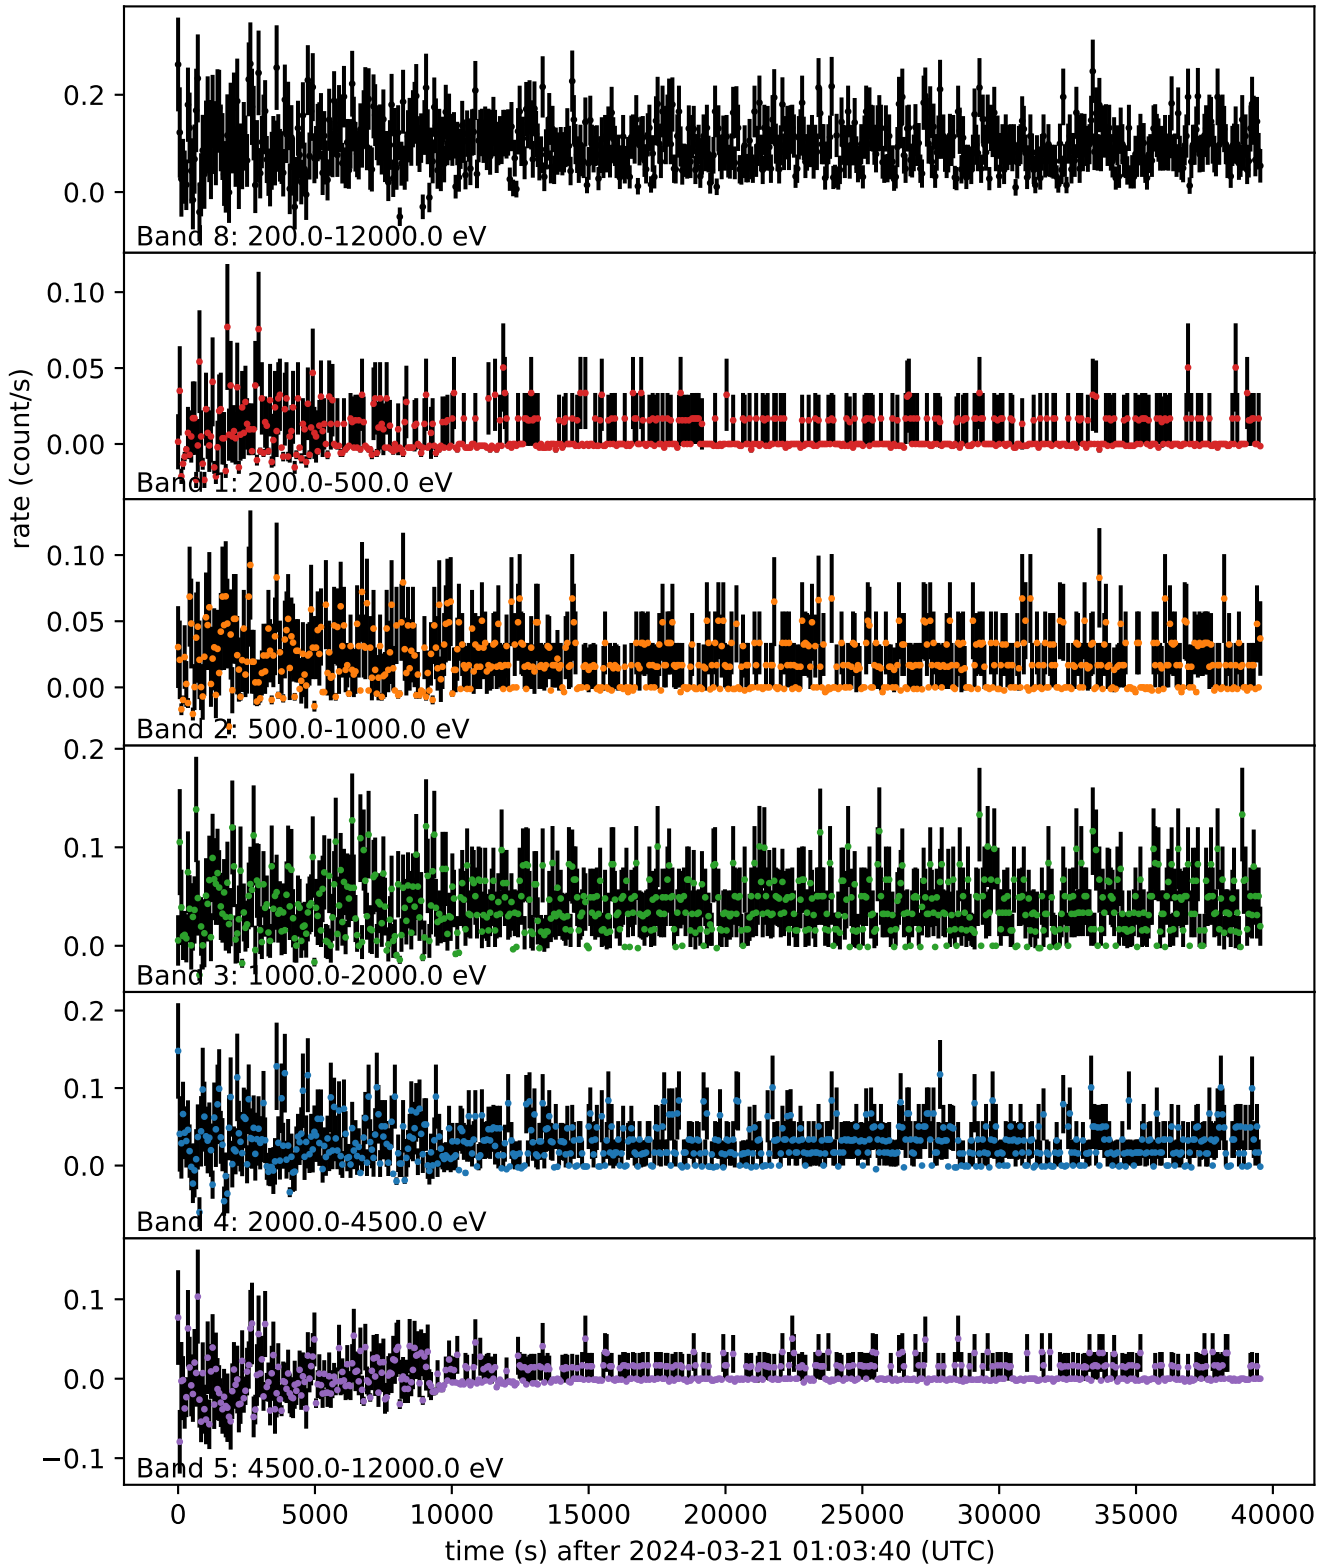 0.2
0.0
Band 8: 200.0-12000.0 eV
0.10
0.05
0.00
Band 1: 200.0-500.0 eV
rate (count/s)
0.10
0.05
0.00
Band 2: 500.0-1000.0 eV
0.2
0.1
0.0
Band 3: 1000.0-2000.0 eV
0.2
0.1
0.0
Band 4: 2000.0-4500.0 eV
0.1
0.0
−0.1
Band 5: 4500.0-12000.0 eV
0 5000 10000 15000 20000 25000 30000 35000 40000
time (s) after 2024-03-21 01:03:40 (UTC)